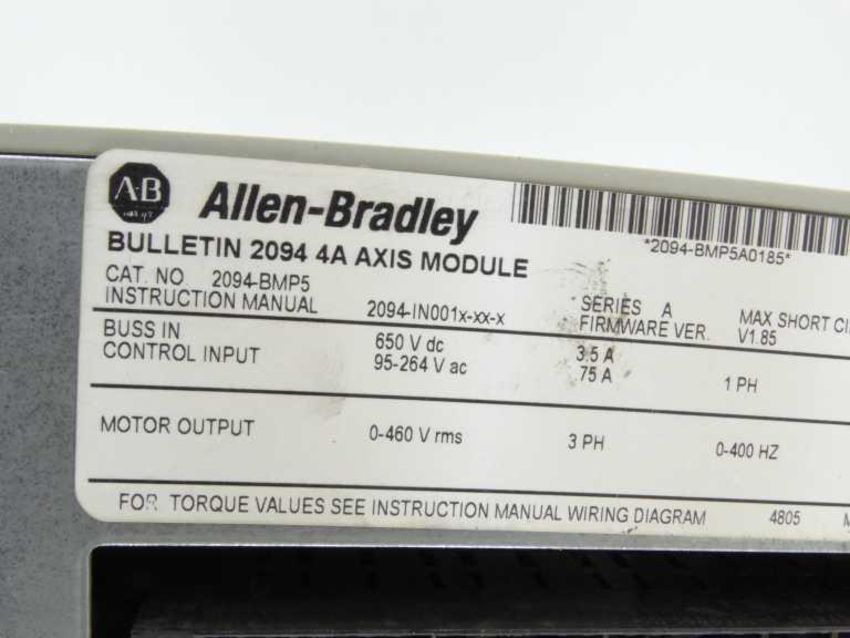 A-B
Allen-Bradley
BULLETIN 2094 4A AXIS MODULE
*2094-BMP5A0185*
CAT. NO. 2094-BMP5
INSTRUCTION MANUAL 2094-IN001x-xx-x
SERIES A
FIRMWARE VER.
MAX SHORT CI
V1.85
BUSS IN 650 V dc 3.5 A
CONTROL INPUT 95-264 V ac 75 A 1 PH
MOTOR OUTPUT 0-460 V rms 3 PH 0-400 HZ
FOR TORQUE VALUES SEE INSTRUCTION MANUAL WIRING DIAGRAM 4805